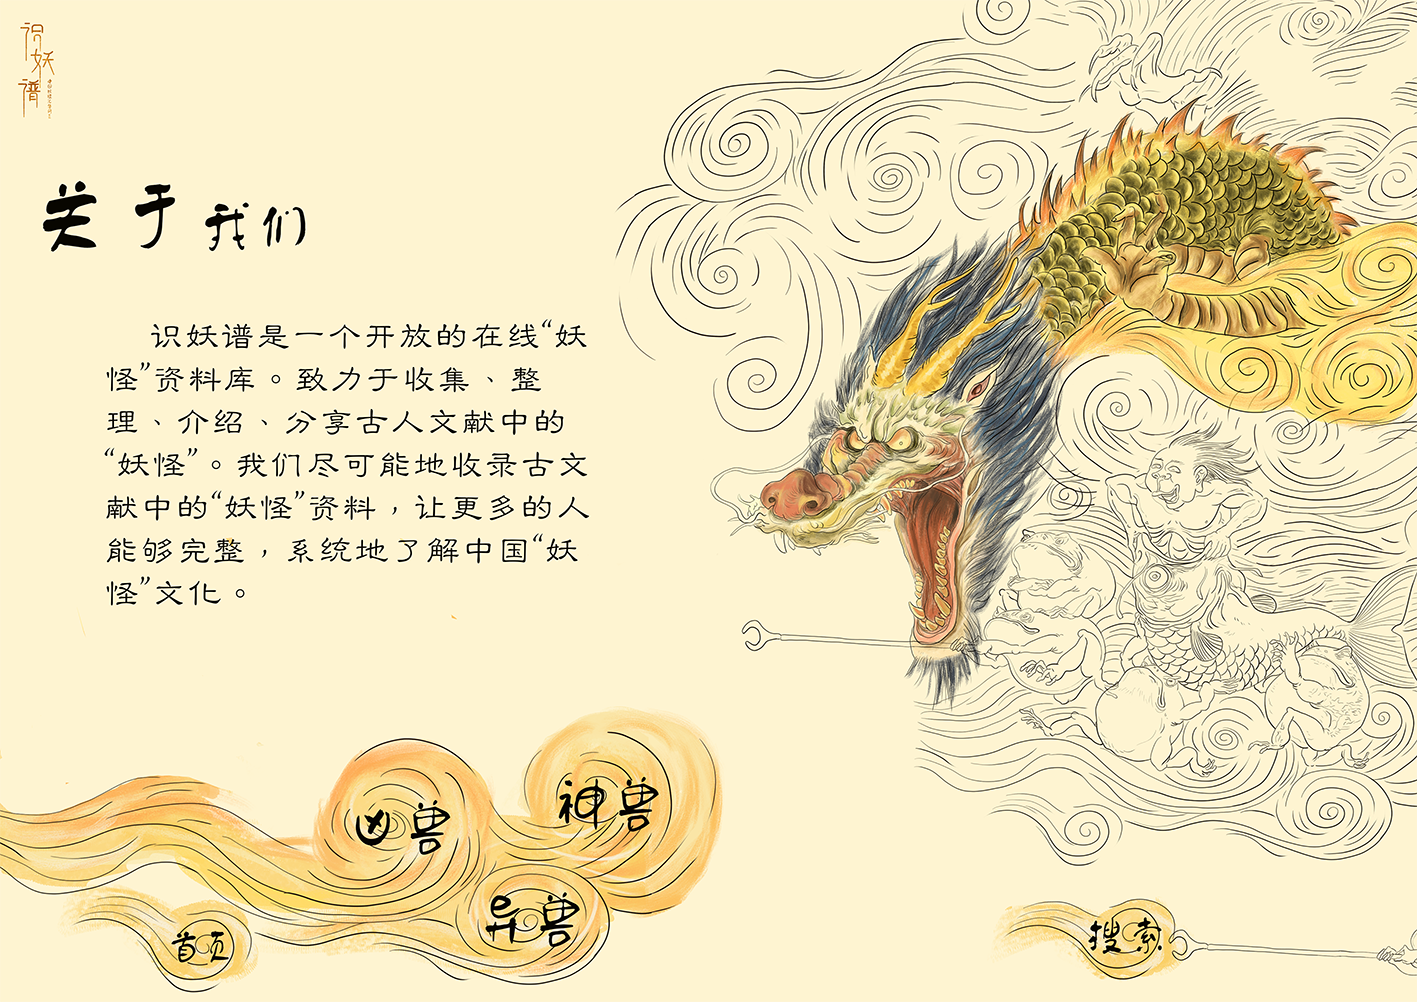 识妖谱
关于我们
识妖谱是一个开放的在线“妖
怪”资料库。致力于收集、整
理、介绍、分享古人文献中的
“妖怪”。我们尽可能地收录古文
献中的“妖怪”资料，让更多的人
能够完整，系统地了解中国“妖
怪”文化。
神兽
凶兽
异兽
首页
搜索